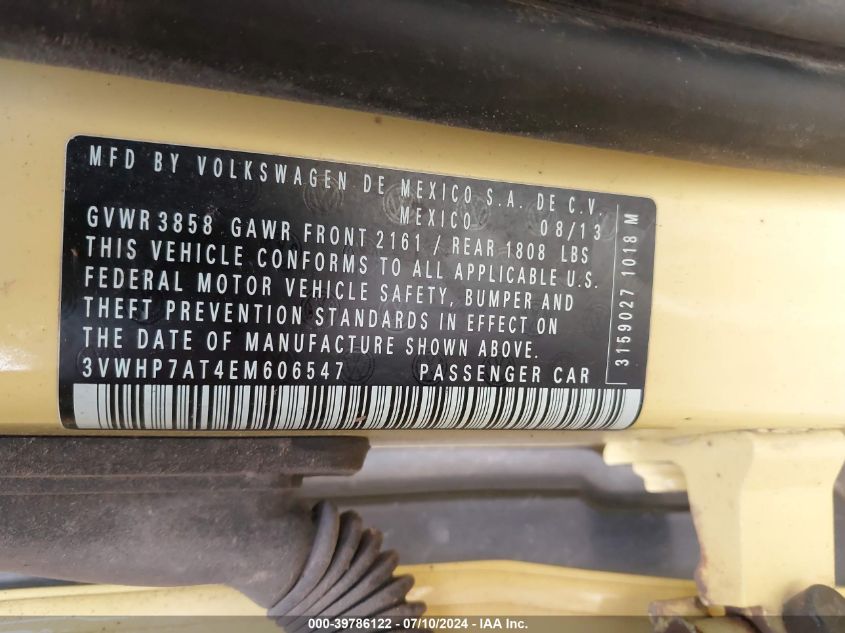 MFD BY VOLKSWAGEN DE MEXICO S.A. DE C.V.
MEXICO 08/13
GVWR 3858 GAWR FRONT 2161 / REAR 1808 LBS
THIS VEHICLE CONFORMS TO ALL APPLICABLE U.S.
FEDERAL MOTOR VEHICLE SAFETY, BUMPER AND
THEFT PREVENTION STANDARDS IN EFFECT ON
THE DATE OF MANUFACTURE SHOWN ABOVE.
3VWHP7AT4EM606547 PASSENGER CAR
3159027 1018 M
000-39786122 - 07/10/2024 - IAA Inc.